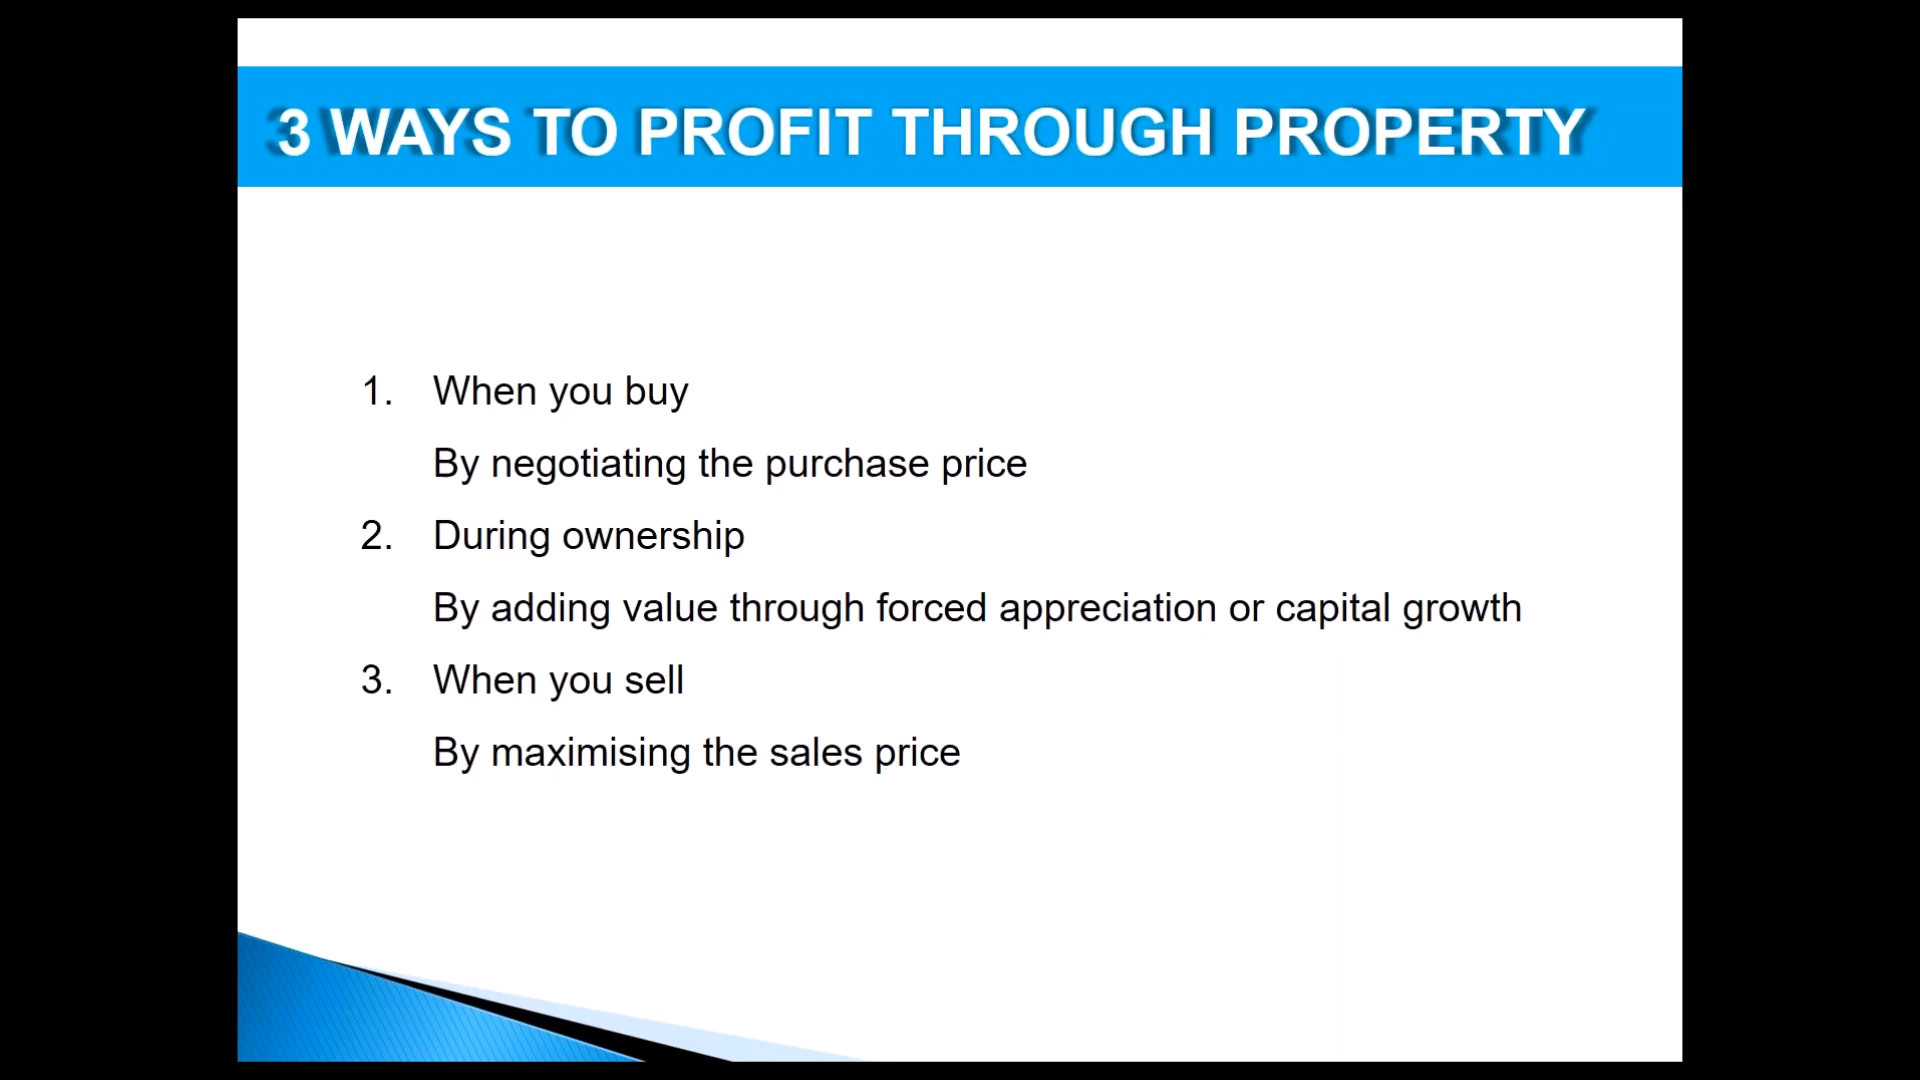 3 WAYS TO PROFIT THROUGH PROPERTY
1. When you buy
By negotiating the purchase price
2. During ownership
By adding value through forced appreciation or capital growth
3. When you sell
By maximising the sales price